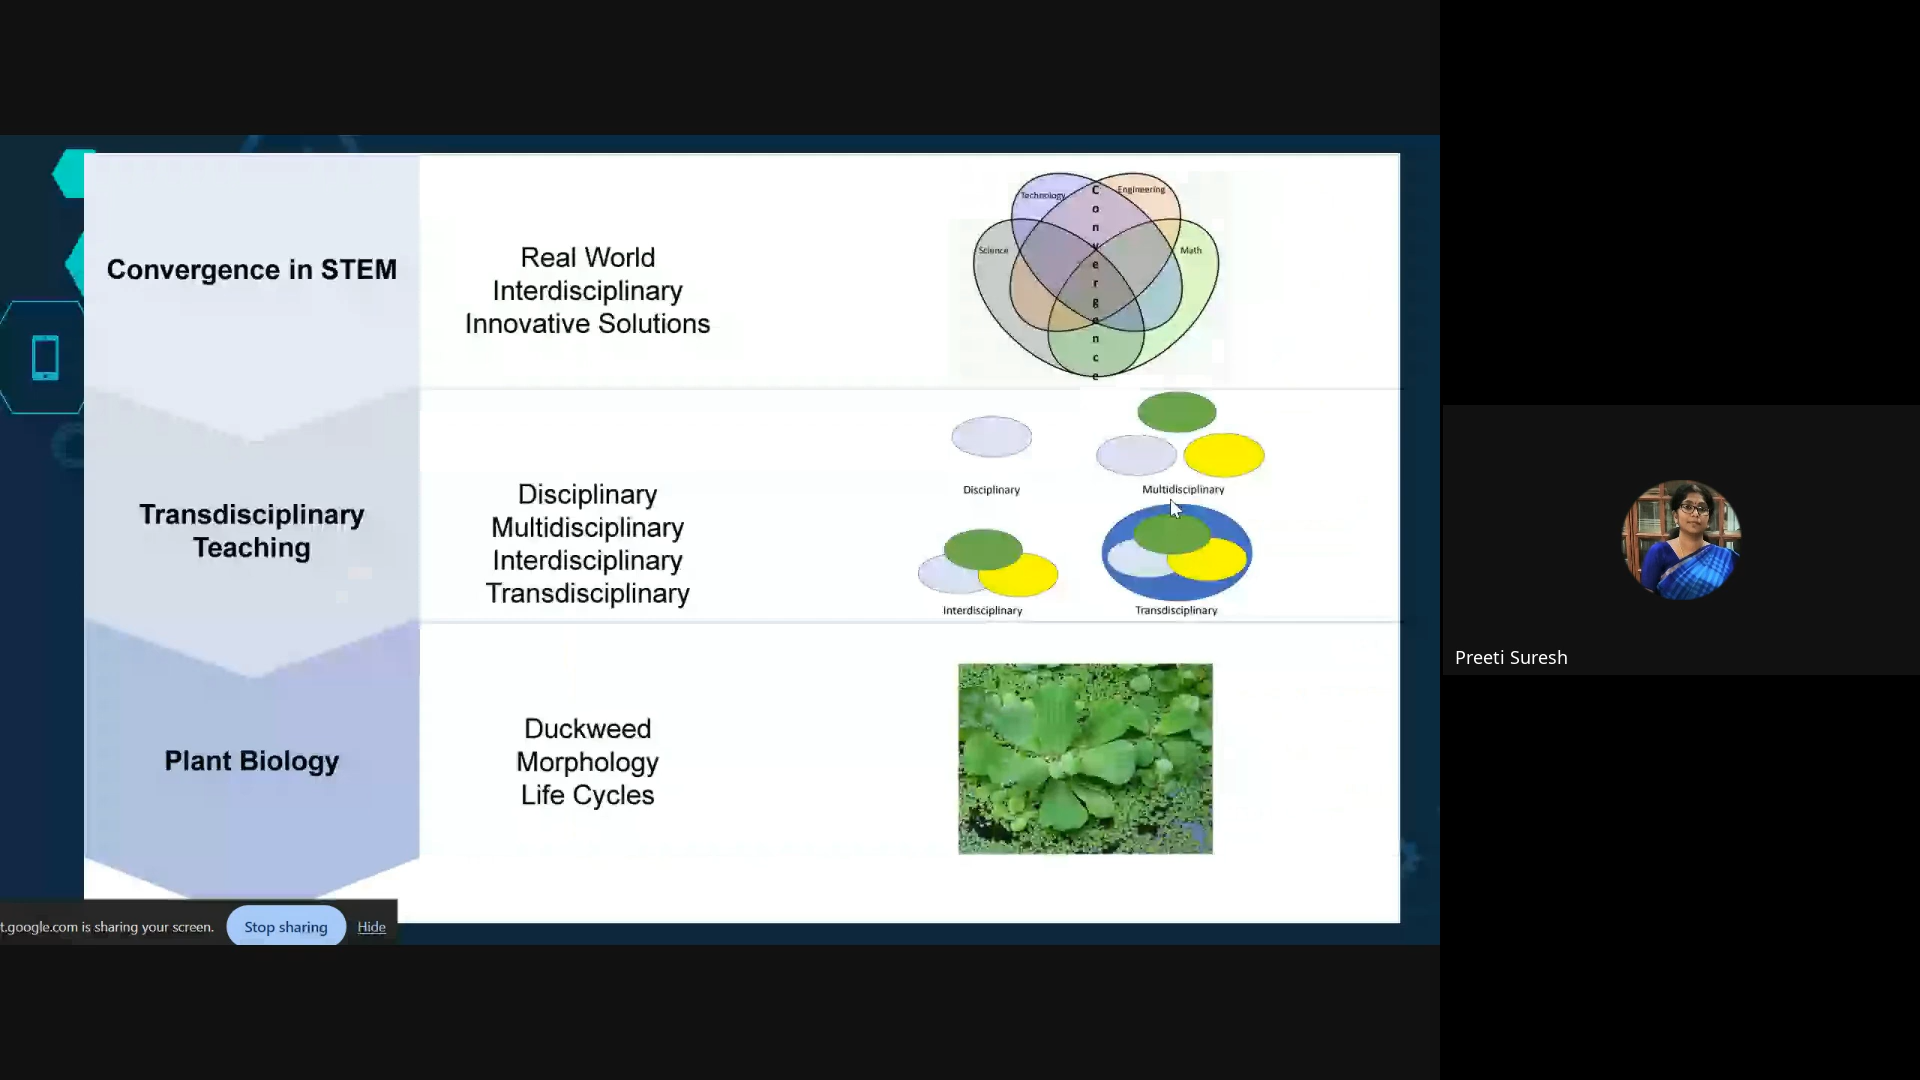 Convergence in STEM
Real World
Interdisciplinary
Innovative Solutions
Technology
Engineering
Science
Math
Convergence
Transdisciplinary
Teaching
Disciplinary
Multidisciplinary
Interdisciplinary
Transdisciplinary
Disciplinary
Multidisciplinary
Interdisciplinary
Transdisciplinary
Plant Biology
Duckweed
Morphology
Life Cycles
t.google.com is sharing your screen.
Stop sharing
Hide
Preeti Suresh